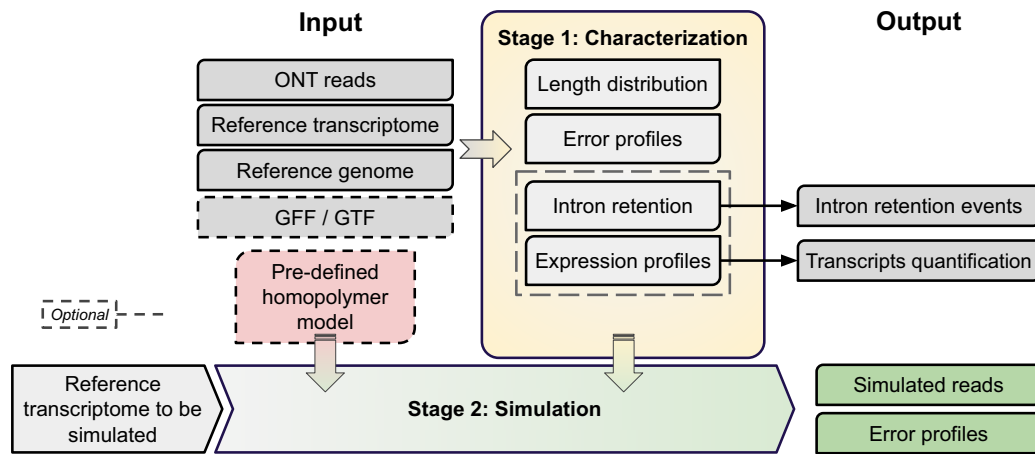 Input
Stage 1: Characterization
Output
ONT reads
Reference transcriptome
Reference genome
GFF / GTF
Pre-defined
homopolymer
model
Length distribution
Error profiles
Intron retention
Expression profiles
Intron retention events
Transcripts quantification
Optional
Reference
transcriptome to be
simulated
Stage 2: Simulation
Simulated reads
Error profiles